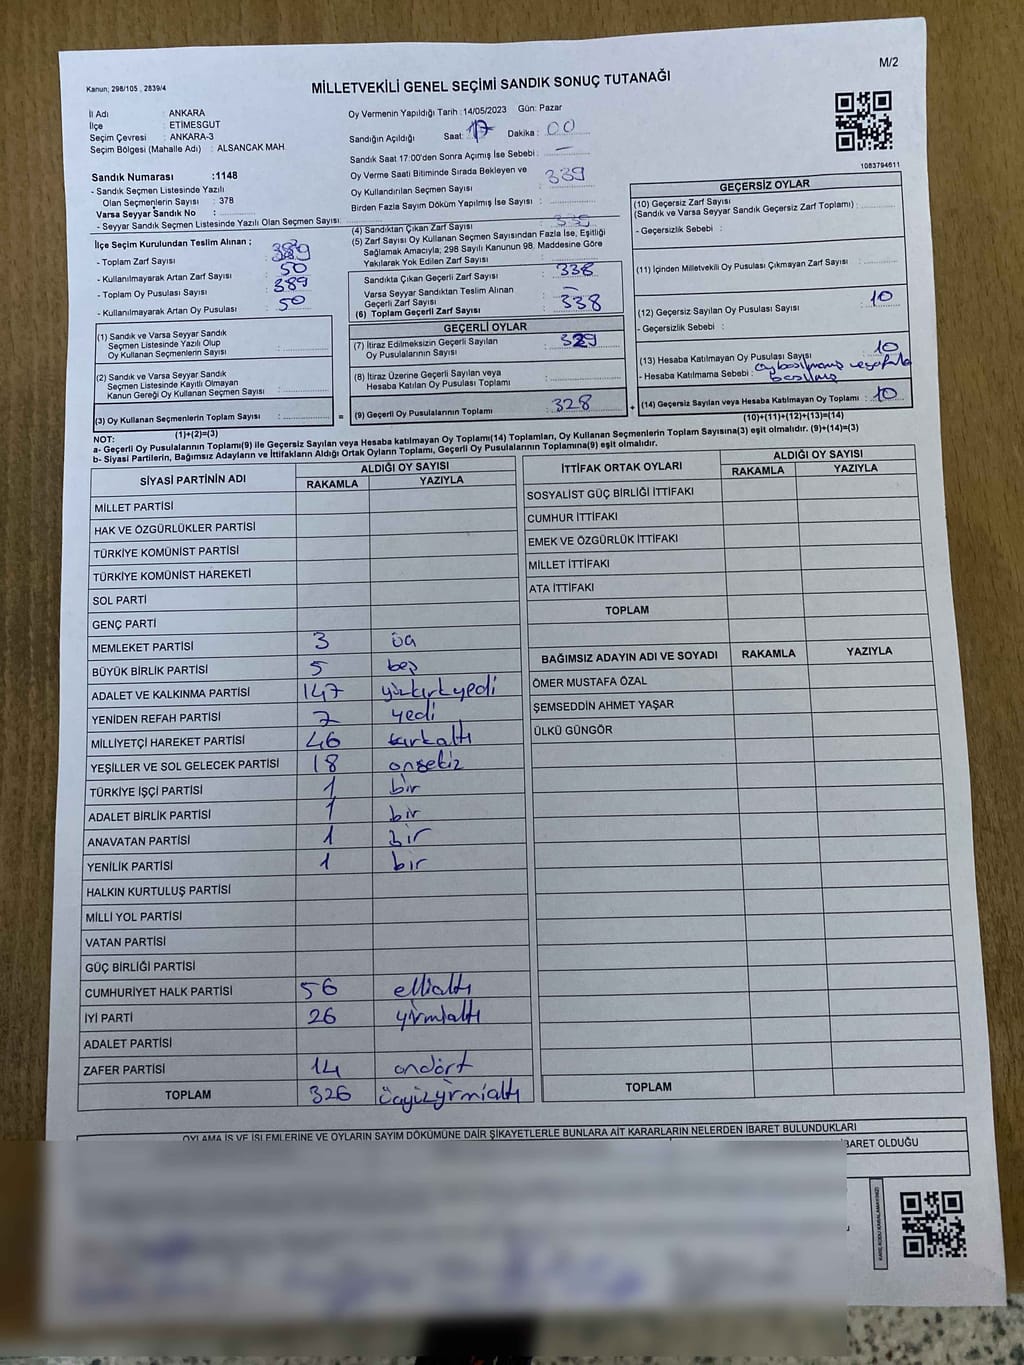 M/2
Kanun; 298/105 , 2839/4
MİLLETVEKİLİ GENEL SEÇİMİ SANDIK SONUÇ TUTANAĞI
İl Adı : ANKARA
İlçe : ETİMESGUT
Seçim Çevresi : ANKARA-3
Seçim Bölgesi (Mahalle Adı) : ALSANCAK MAH
Oy Vermenin Yapıldığı Tarih : 14/05/2023 Gün: Pazar
Sandığın Açıldığı Saat: 17 Dakika : 00
Sandık Saat 17:00'den Sonra Açımış İse Sebebi : –
Oy Verme Saati Bitiminde Sırada Bekleyen ve
Oy Kullandırılan Seçmen Sayısı : 339
Birden Fazla Sayım Döküm Yapılmış İse Sayısı :
1083794611
Sandık Numarası :1148
- Sandık Seçmen Listesinde Yazılı
Olan Seçmenlerin Sayısı : 378
Varsa Seyyar Sandık No :
- Seyyar Seçmen Listesinde Yazılı Olan Seçmen Sayısı:
İlçe Seçim Kurulundan Teslim Alınan ;
- Toplam Zarf Sayısı : 389
- Kullanılmayarak Artan Zarf Sayısı : 50
- Toplam Oy Pusulası Sayısı : 389
- Kullanılmayarak Artan Oy Pusulası : 50
(1) Sandık ve Varsa Seyyar Sandık
Seçmen Listesinde Yazılı Olup
Oy Kullanan Seçmenlerin Sayısı :
(2) Sandık ve Varsa Seyyar Sandık
Seçmen Listesinde Kayıtlı Olmayan
Kanun Gereği Oy Kullanan Seçmen Sayısı :
(3) Oy Kullanan Seçmenlerin Toplam Sayısı :
(1)+(2)=(3)
(4) Sandıktan Çıkan Zarf Sayısı : 339
(5) Zarf Sayısı Oy Kullanan Seçmen Sayısından Fazla İse, Eşitliği
Sağlamak Amacıyla; 298 Sayılı Kanunun 98. Maddesine Göre
Yakılarak Yok Edilen Zarf Sayısı :
Sandıkta Çıkan Geçerli Zarf Sayısı : 338
Varsa Seyyar Sandıktan Teslim Alınan
Geçerli Zarf Sayısı : –
(6) Toplam Geçerli Zarf Sayısı : 338
GEÇERLİ OYLAR
(7) İtiraz Edilmeksizin Geçerli Sayılan
Oy Pusulalarının Sayısı :
(8) İtiraz Üzerine Geçerli Sayılan veya
Hesaba Katılan Oy Pusulası Toplamı :
= (9) Geçerli Oy Pusulalarının Toplamı : 328
GEÇERSİZ OYLAR
(10) Geçersiz Zarf Sayısı
(Sandık ve Varsa Seyyar Sandık Geçersiz Zarf Toplamı) :
- Geçersizlik Sebebi :
(11) İçinden Milletvekili Oy Pusulası Çıkmayan Zarf Sayısı :
(12) Geçersiz Sayılan Oy Pusulası Sayısı : 10
- Geçersizlik Sebebi :
(13) Hesaba Katılmayan Oy Pusulası Sayısı : 10
- Hesaba Katılmama Sebebi :
+ (14) Geçersiz Sayılan veya Hesaba Katılmayan Oy Toplamı : 10
(10)+(11)+(12)+(13)=(14)
NOT:
a- Geçerli Oy Pusulalarının Toplamı(9) ile Geçersiz Sayılan veya Hesaba katılmayan Oy Toplamı(14) Toplamları, Oy Kullanan Seçmenlerin Toplam Sayısına(3) eşit olmalıdır. (9)+(14)=(3)
b- Siyasi Partilerin, Bağımsız Adayların ve İttifakların Aldığı Ortak Oyların Toplamı, Geçerli Oy Pusulalarının Toplamına(9) eşit olmalıdır.
SİYASİ PARTİNİN ADI ALDIĞI OY SAYISI
RAKAMLA YAZIYLA
MİLLET PARTİSİ
HAK VE ÖZGÜRLÜKLER PARTİSİ
TÜRKİYE KOMÜNİST PARTİSİ
TÜRKİYE KOMÜNİST HAREKETİ
SOL PARTİ
GENÇ PARTİ
MEMLEKET PARTİSİ 3 üç
BÜYÜK BİRLİK PARTİSİ 5 beş
ADALET VE KALKINMA PARTİSİ 147 yüzkırkyedi
YENİDEN REFAH PARTİSİ 7 yedi
MİLLİYETÇİ HAREKET PARTİSİ 46 kırkaltı
YEŞİLLER VE SOL GELECEK PARTİSİ 18 onsekiz
TÜRKİYE İŞÇİ PARTİSİ 1 bir
ADALET BİRLİK PARTİSİ 1 bir
ANAVATAN PARTİSİ 1 bir
YENİLİK PARTİSİ 1 bir
HALKIN KURTULUŞ PARTİSİ
MİLLİ YOL PARTİSİ
VATAN PARTİSİ
GÜÇ BİRLİĞİ PARTİSİ
CUMHURİYET HALK PARTİSİ 56 ellialtı
İYİ PARTİ 26 yirmialtı
ADALET PARTİSİ
ZAFER PARTİSİ 14 ondört
TOPLAM 326 üçyüzyirmialtı
İTTİFAK ORTAK OYLARI ALDIĞI OY SAYISI
RAKAMLA YAZIYLA
SOSYALİST GÜÇ BİRLİĞİ İTTİFAKI
CUMHUR İTTİFAKI
EMEK VE ÖZGÜRLÜK İTTİFAKI
MİLLET İTTİFAKI
ATA İTTİFAKI
TOPLAM
BAĞIMSIZ ADAYIN ADI VE SOYADI RAKAMLA YAZIYLA
ÖMER MUSTAFA ÖZAL
ŞEMSEDDİN AHMET YAŞAR
ÜLKÜ GÜNGÖR
TOPLAM
OYLAMA İŞ VE İŞLEMLERİNE VE OYLARIN SAYIM DÖKÜMÜNE DAİR ŞİKAYETLERLE BUNLARA AİT KARARLARIN NELERDEN İBARET BULUNDUKLARI
İBARET OLDUĞU
KARE KODU KARALAMAYINIZ!